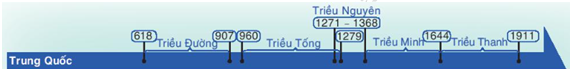 Triều Nguyên
1271 – 1368
618 907 960 1279 1644 1911
Triều Đường Triều Tống Triều Minh Triều Thanh
Trung Quốc